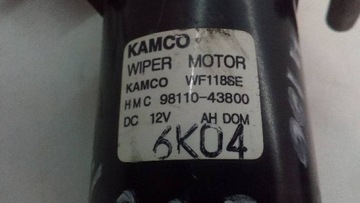 KAMCO
WIPER MOTOR
KAMCO WF118SE
HMC 98110-43800
DC 12V AH DOM
6K04